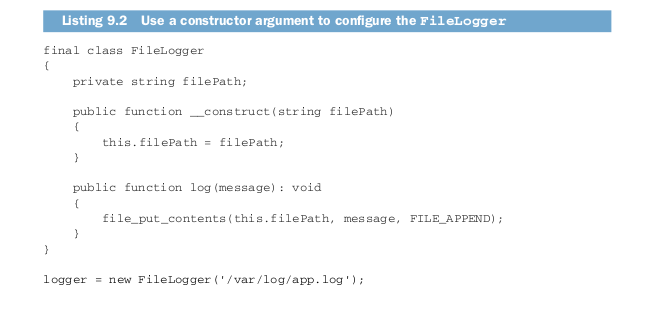 Listing 9.2 Use a constructor argument to configure the FileLogger
final class FileLogger
{
    private string filePath;
    public function __construct(string filePath)
    {
        this.filePath = filePath;
    }
    public function log(message): void
    {
        file_put_contents(this.filePath, message, FILE_APPEND);
    }
}
logger = new FileLogger('/var/log/app.log');